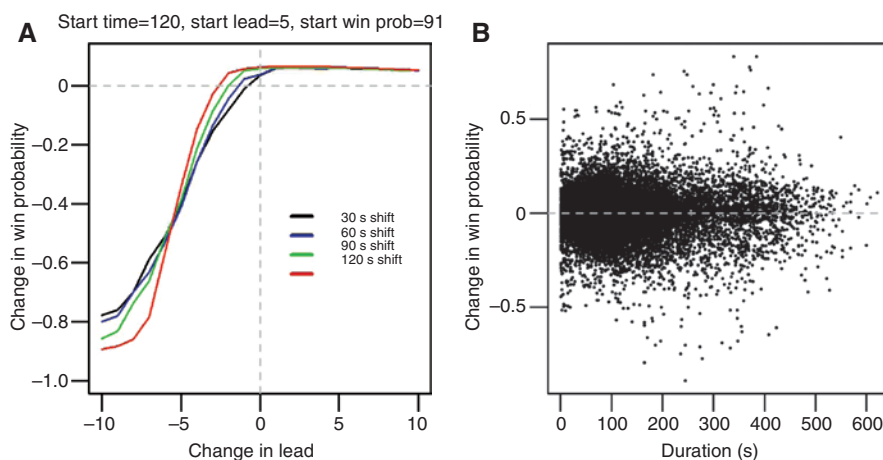 Start time=120, start lead=5, start win prob=91
A
Change in win probability
0
−0.2
−0.4
−0.6
−0.8
−1.0
30 s shift
60 s shift
90 s shift
120 s shift
−10
−5
0
5
10
Change in lead
B
Change in win probability
0.5
0
−0.5
0
100
200
300
400
500
600
Duration (s)